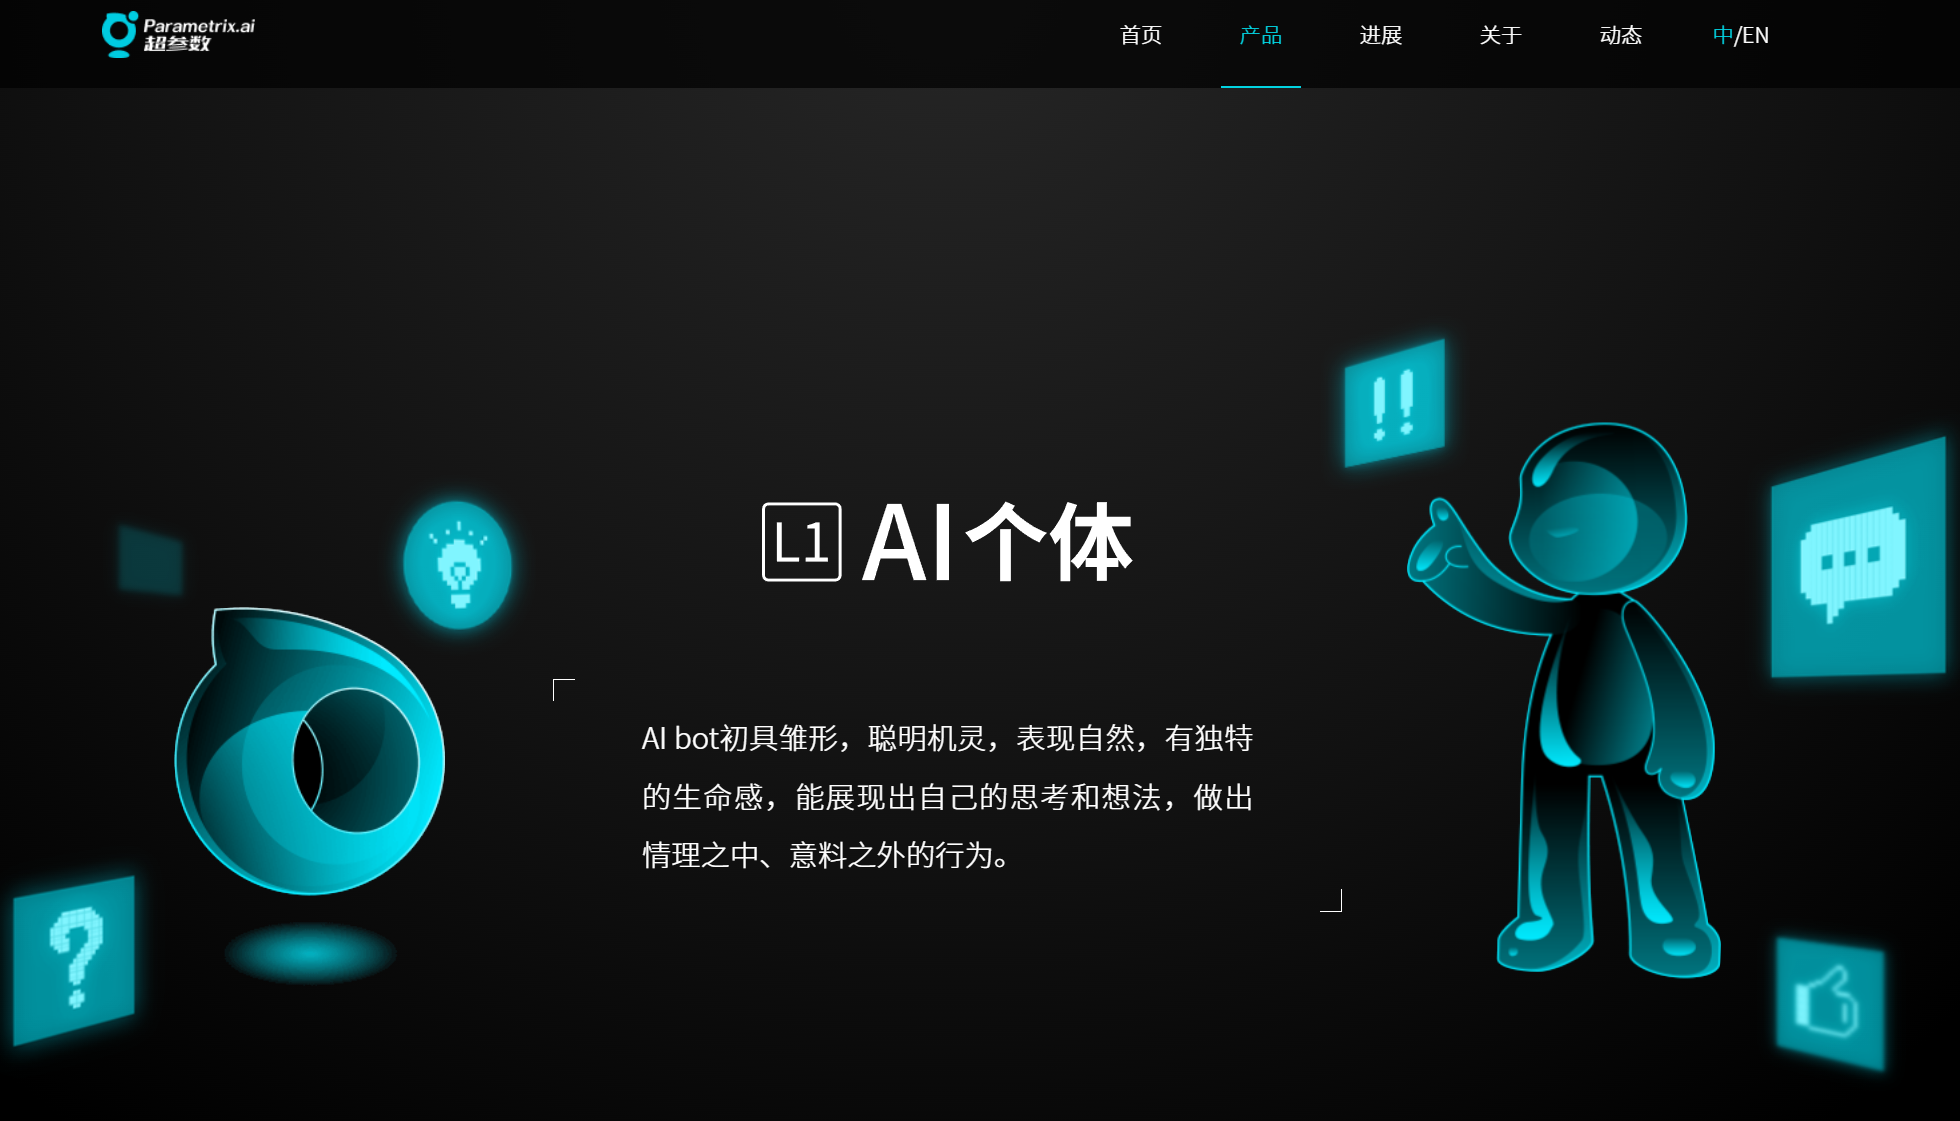 Parametrix.ai
超参数
首页 产品 进展 关于 动态 中/EN
L1 AI个体
AI bot初具雏形，聪明机灵，表现自然，有独特
的生命感，能展现出自己的思考和想法，做出
情理之中、意料之外的行为。